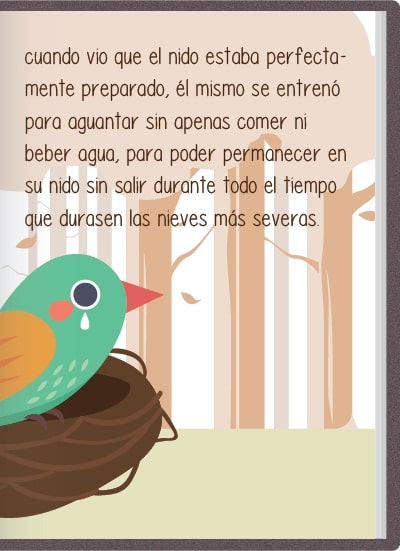 cuando vio que el nido estaba perfecta-
mente preparado, él mismo se entrenó
para aguantar sin apenas comer ni
beber agua, para poder permanecer en
su nido sin salir durante todo el tiempo
que durasen las nieves más severas.